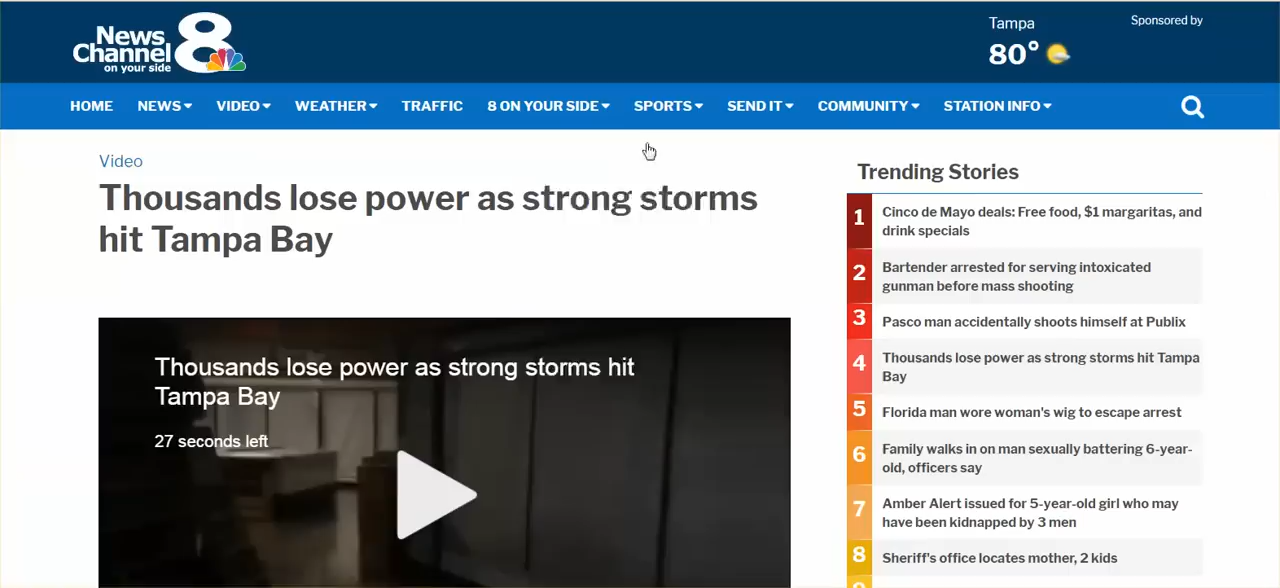 News
Channel 8
on your side
Tampa
80°
Sponsored by
HOME NEWS VIDEO WEATHER TRAFFIC 8 ON YOUR SIDE SPORTS SEND IT COMMUNITY STATION INFO
Video
Thousands lose power as strong storms
hit Tampa Bay
Thousands lose power as strong storms hit
Tampa Bay
27 seconds left
Trending Stories
1 Cinco de Mayo deals: Free food, $1 margaritas, and
drink specials
2 Bartender arrested for serving intoxicated
gunman before mass shooting
3 Pasco man accidentally shoots himself at Publix
4 Thousands lose power as strong storms hit Tampa
Bay
5 Florida man wore woman's wig to escape arrest
6 Family walks in on man sexually battering 6-year-
old, officers say
7 Amber Alert issued for 5-year-old girl who may
have been kidnapped by 3 men
8 Sheriff's office locates mother, 2 kids